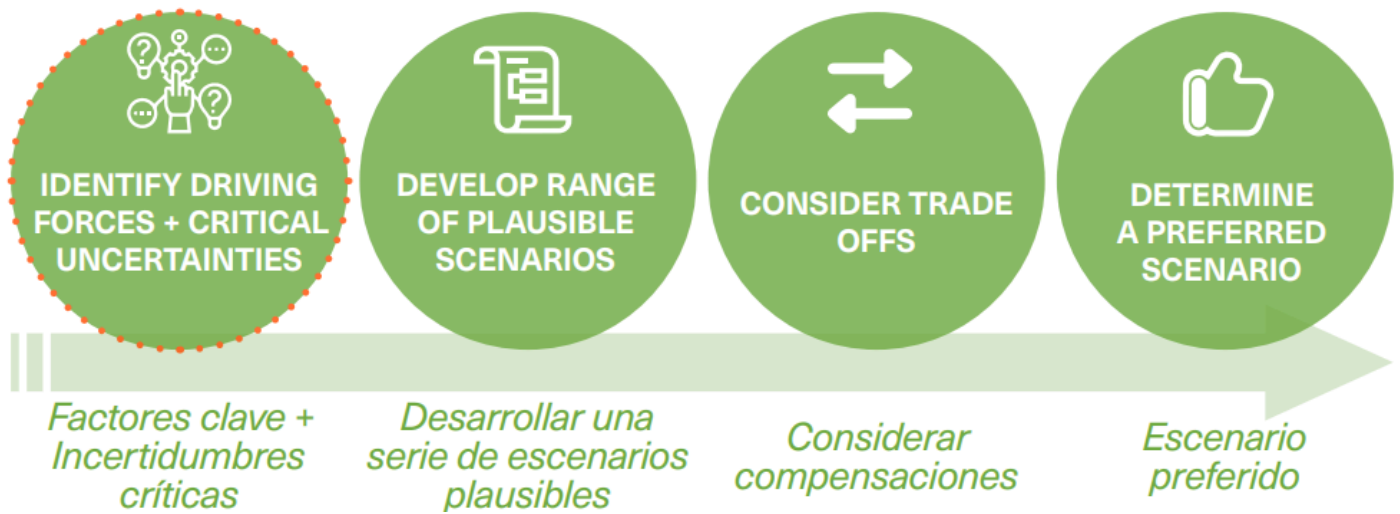 IDENTIFY DRIVING
FORCES + CRITICAL
UNCERTAINTIES
DEVELOP RANGE
OF PLAUSIBLE
SCENARIOS
CONSIDER TRADE
OFFS
DETERMINE
A PREFERRED
SCENARIO
Factores clave +
Incertidumbres
críticas
Desarrollar una
serie de escenarios
plausibles
Considerar
compensaciones
Escenario
preferido